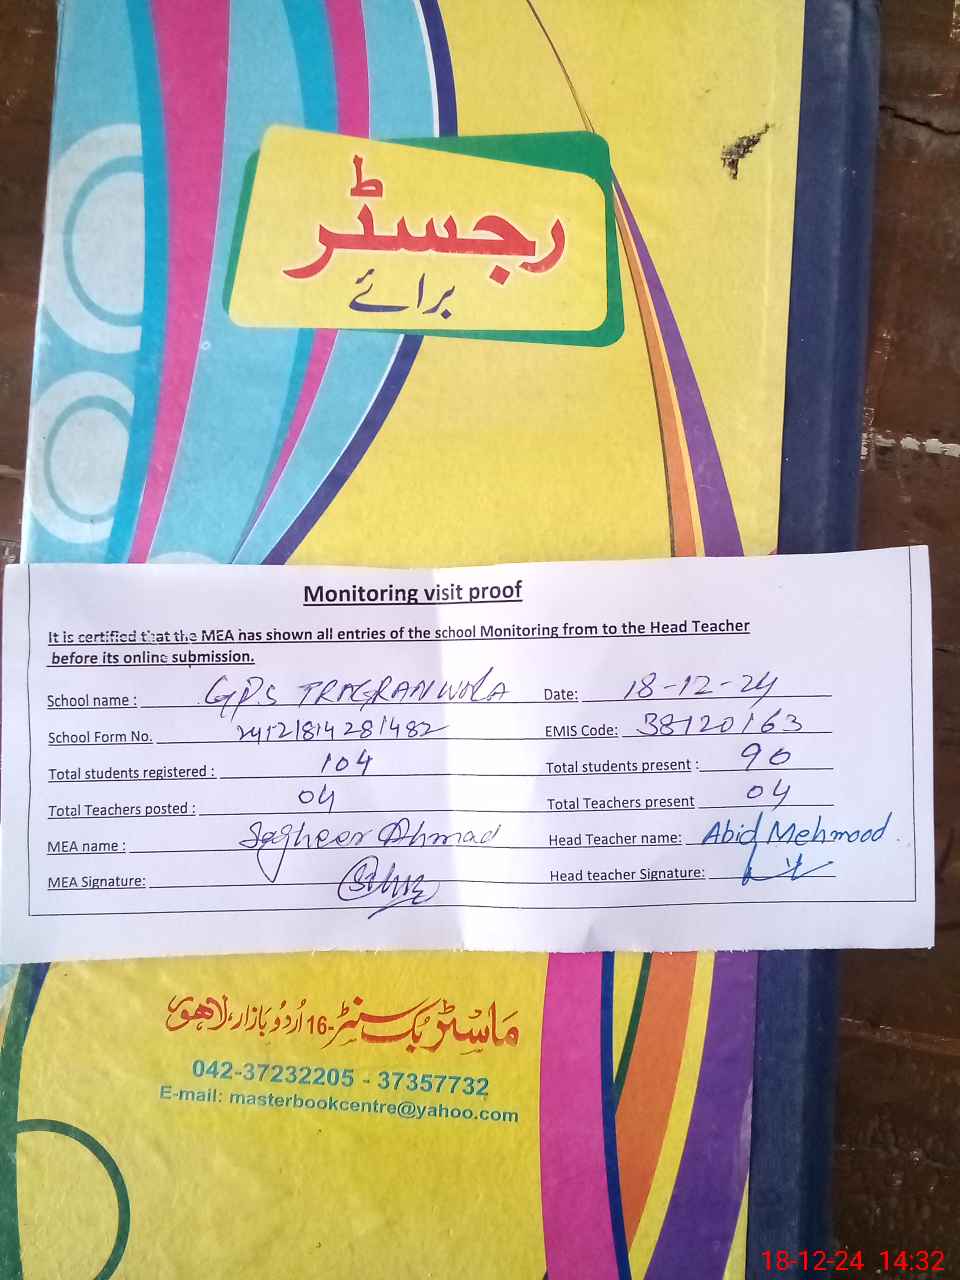 رجسٹر
برائے
Monitoring visit proof
It is certified that the MEA has shown all entries of the school Monitoring from to the Head Teacher
before its online submission.
School name : GPS TRAGRANWOLA Date: 18-12-24
School Form No. 24121814281482 EMIS Code: 38120163
Total students registered : 104 Total students present : 90
Total Teachers posted : 04 Total Teachers present 04
MEA name : Sagheer Ahmad Head Teacher name: Abid Mehmood.
MEA Signature: Head teacher Signature:
ماسٹر بک سنٹر-16 اُردو بازار، لاہور
042-37232205 - 37357732
E-mail: masterbookcentre@yahoo.com
18-12-24 14:32